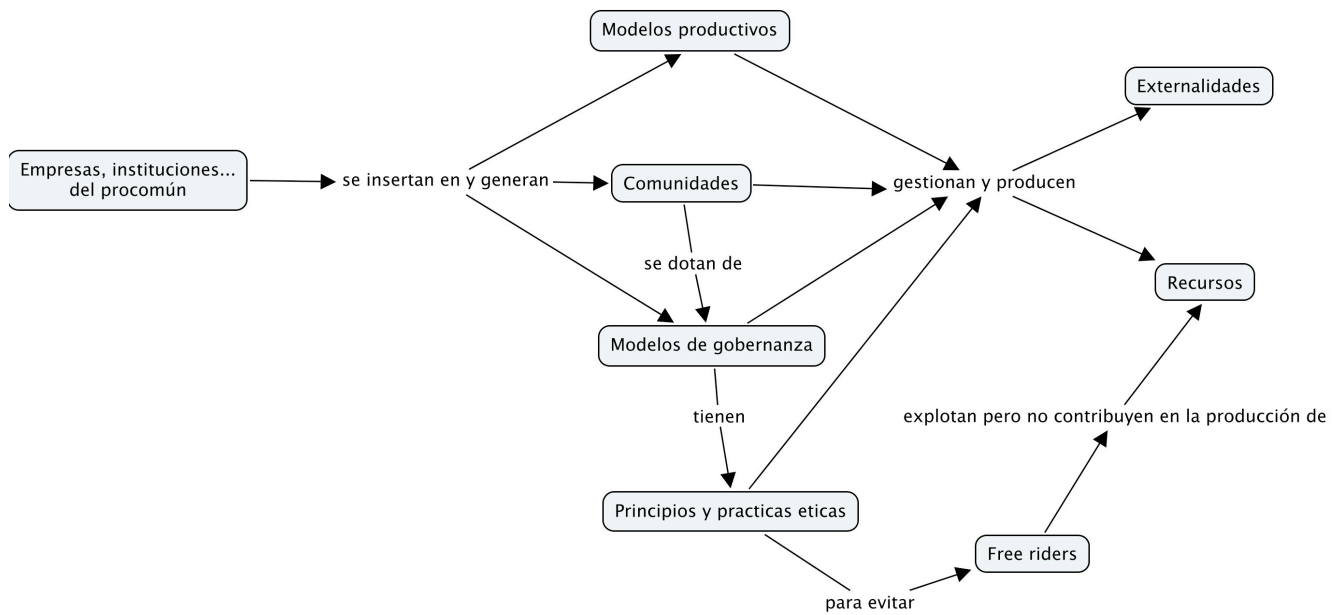 Modelos productivos
Externalidades
Empresas, instituciones...
del procomún
se insertan en y generan
Comunidades
gestionan y producen
se dotan de
Recursos
Modelos de gobernanza
tienen
explotan pero no contribuyen en la producción de
Principios y practicas eticas
Free riders
para evitar